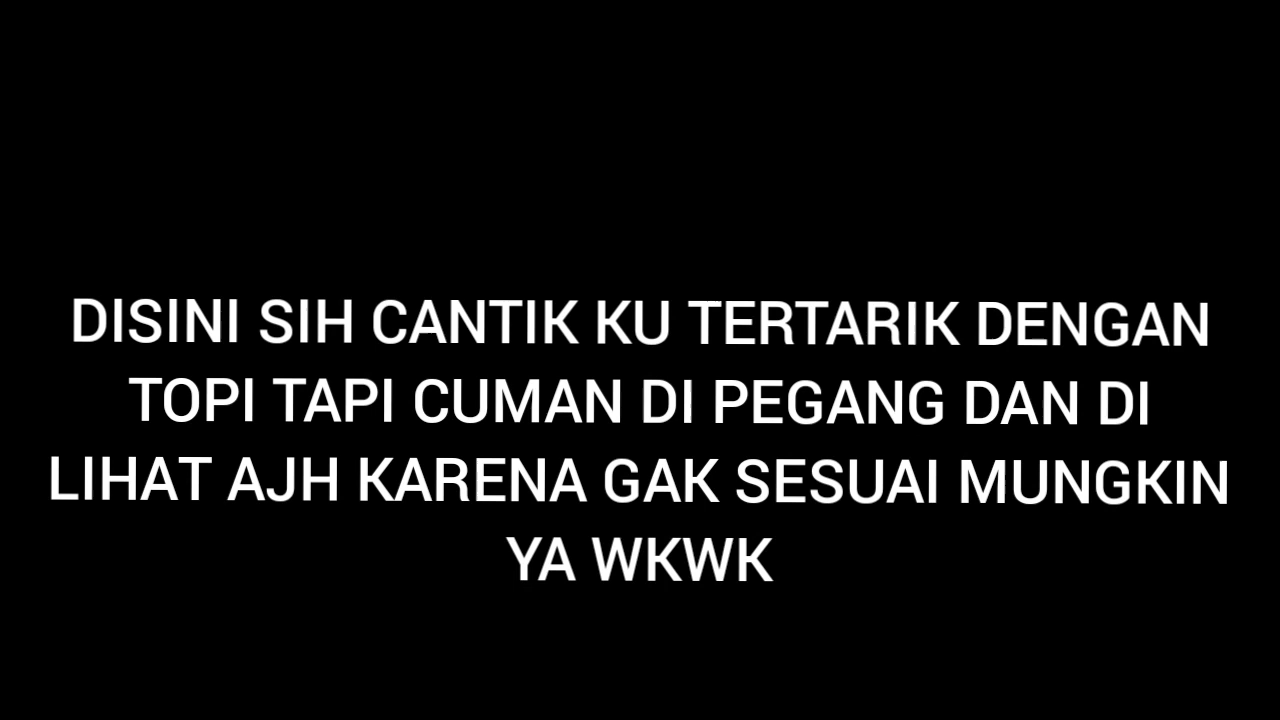 DISINI SIH CANTIK KU TERTARIK DENGAN
TOPI TAPI CUMAN DI PEGANG DAN DI
LIHAT AJH KARENA GAK SESUAI MUNGKIN
YA WKWK